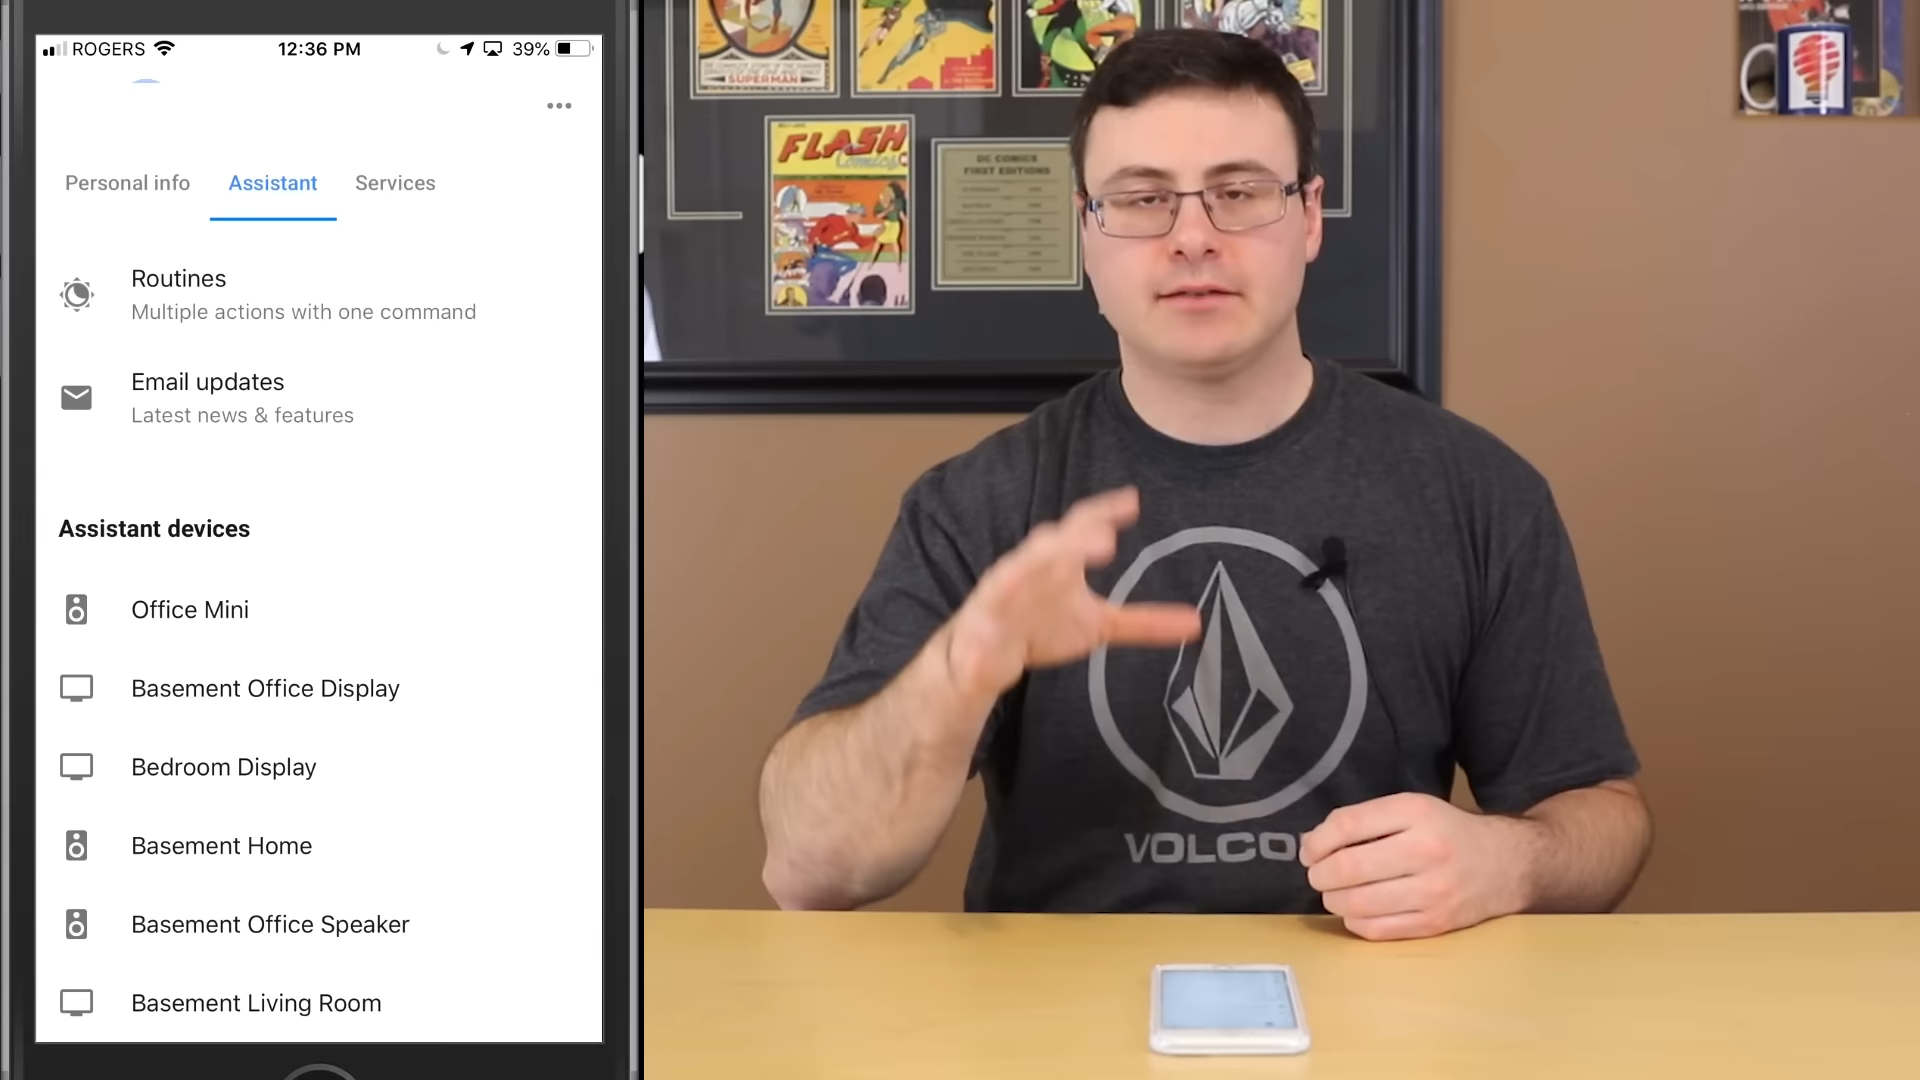 ROGERS 12:36 PM 39%
Personal info Assistant Services
Routines
Multiple actions with one command
Email updates
Latest news & features
Assistant devices
Office Mini
Basement Office Display
Bedroom Display
Basement Home
Basement Office Speaker
Basement Living Room
SUPERMAN
FLASH
Comics
DC COMICS
FIRST EDITIONS
VOLCO